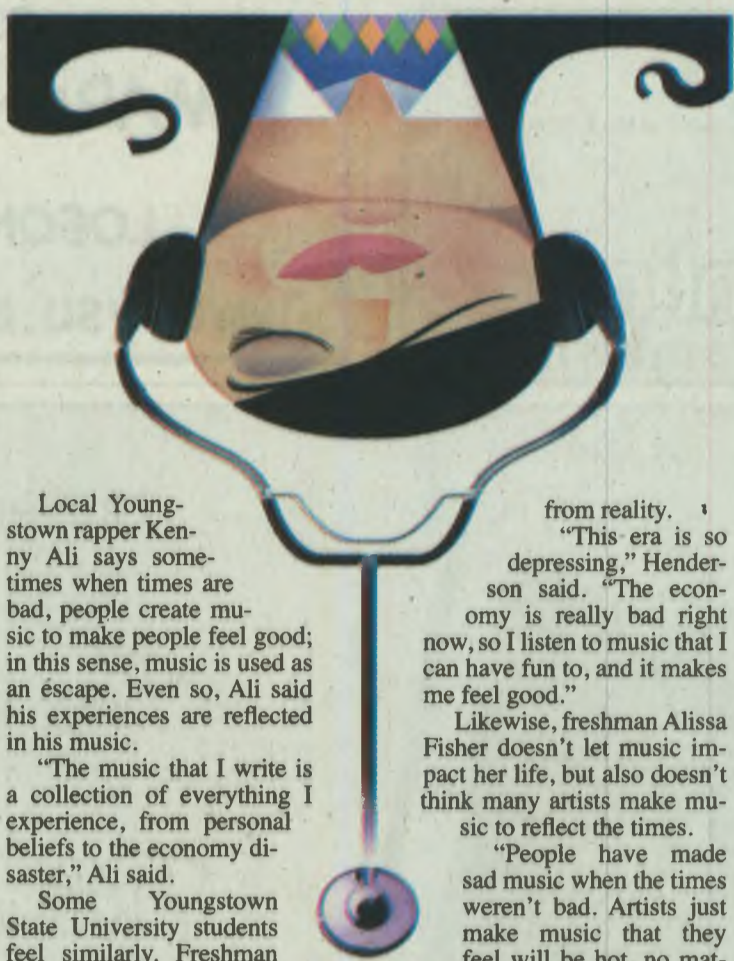 Local Young-
stown rapper Ken-
ny Ali says some-
times when times are
bad, people create mu-
sic to make people feel good;
in this sense, music is used as
an escape. Even so, Ali said
his experiences are reflected
in his music.
"The music that I write is
a collection of everything I
experience, from personal
beliefs to the economy di-
saster," Ali said.
Some Youngstown
State University students
feel similarly. Freshman
from reality.
"This era is so
depressing," Hender-
son said. "The econ-
omy is really bad right
now, so I listen to music that I
can have fun to, and it makes
me feel good."
Likewise, freshman Alissa
Fisher doesn't let music im-
pact her life, but also doesn't
think many artists make mu-
sic to reflect the times.
"People have made
sad music when the times
weren't bad. Artists just
make music that they
feel will be hot, no mat-